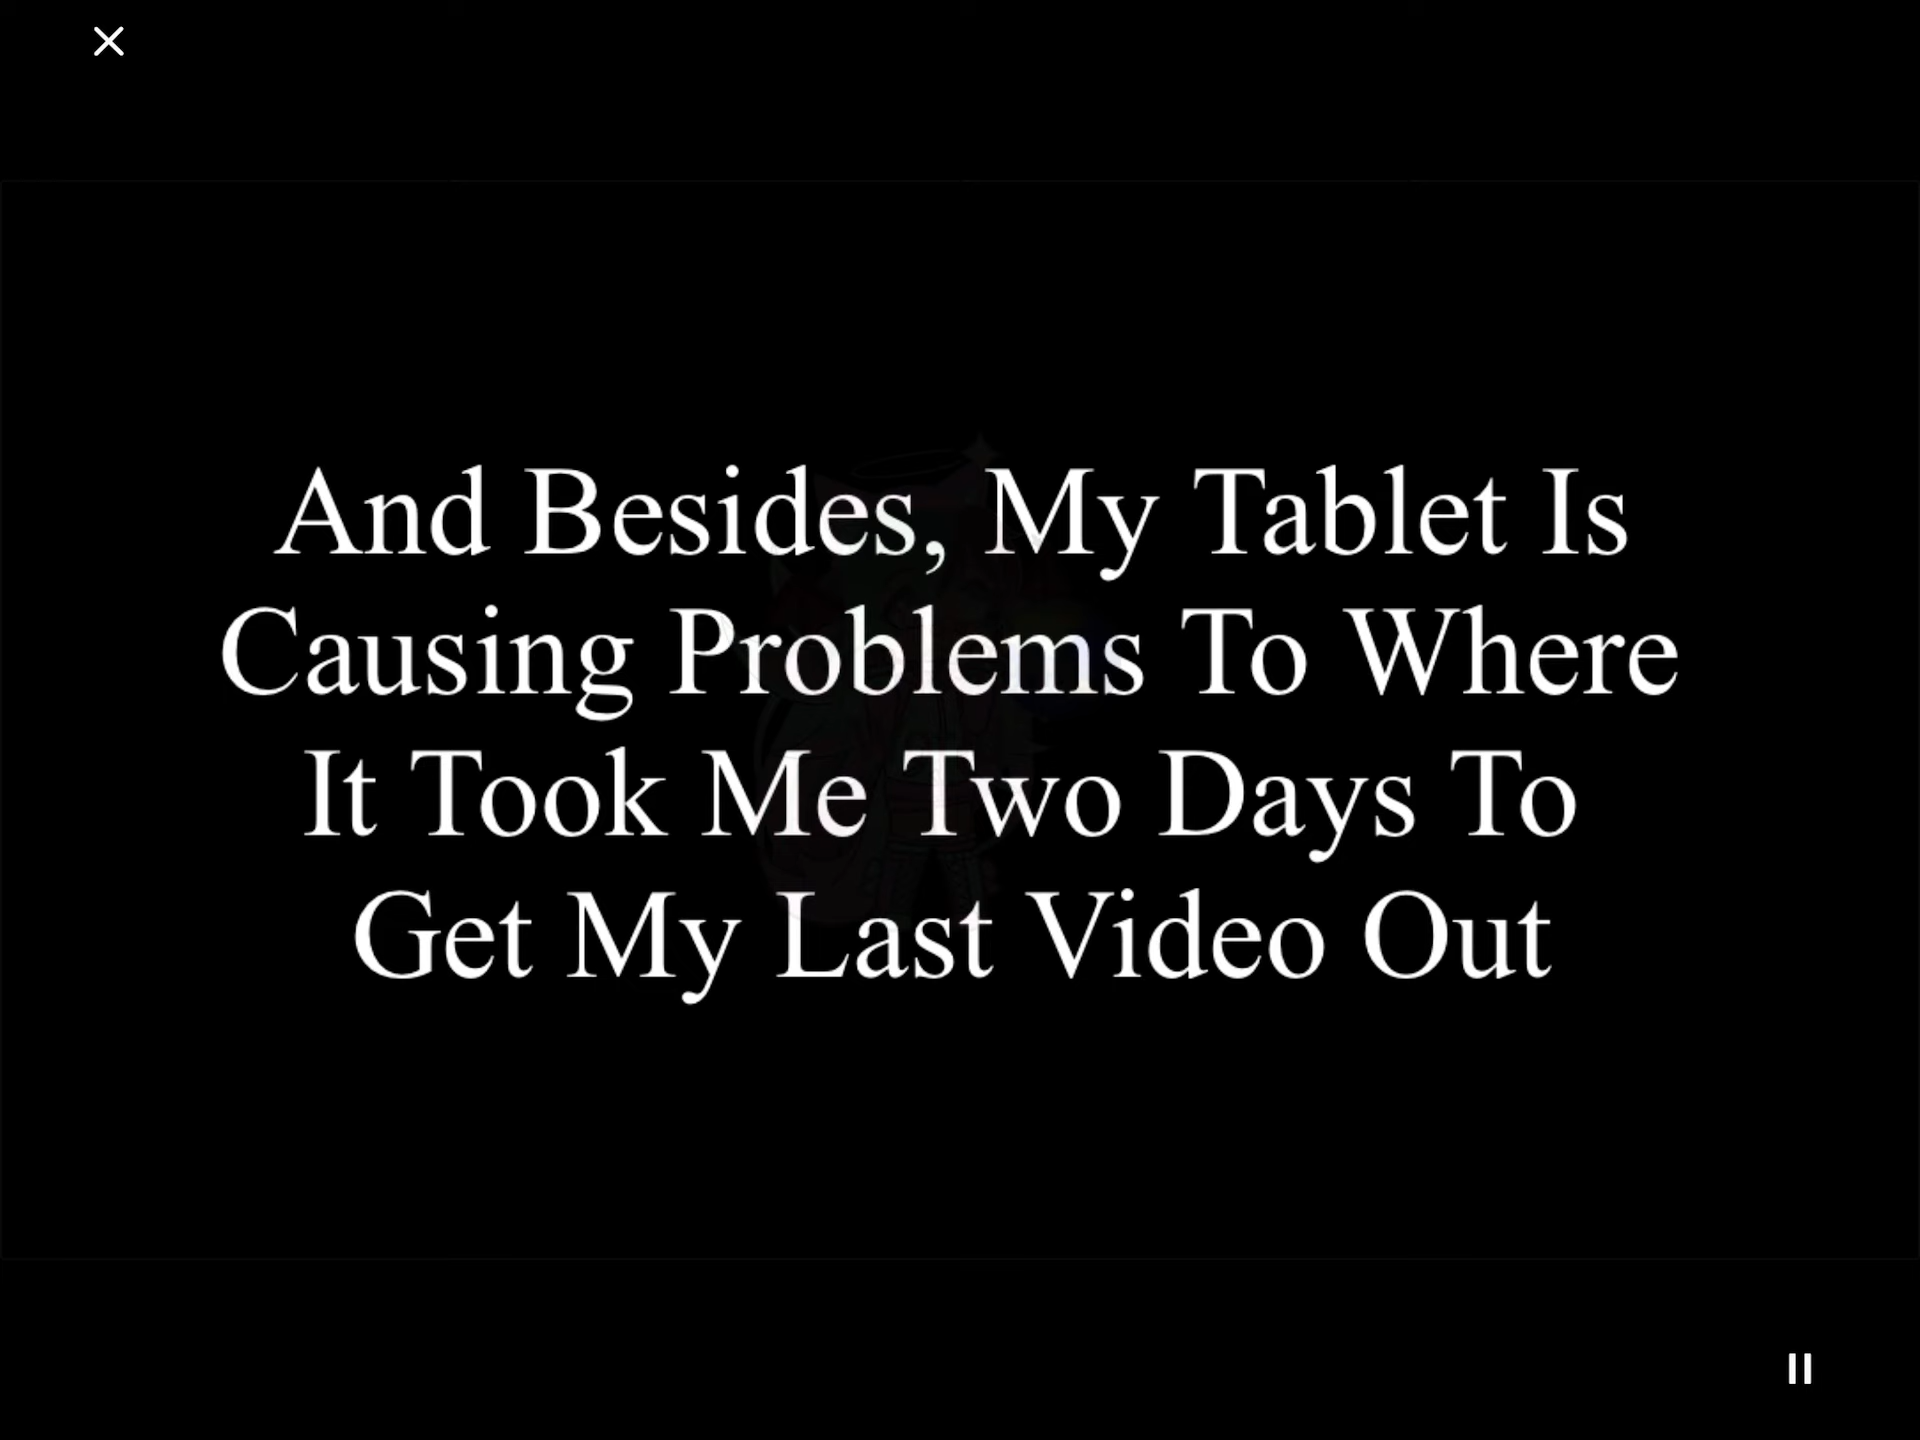 And Besides, My Tablet Is
Causing Problems To Where
It Took Me Two Days To
Get My Last Video Out